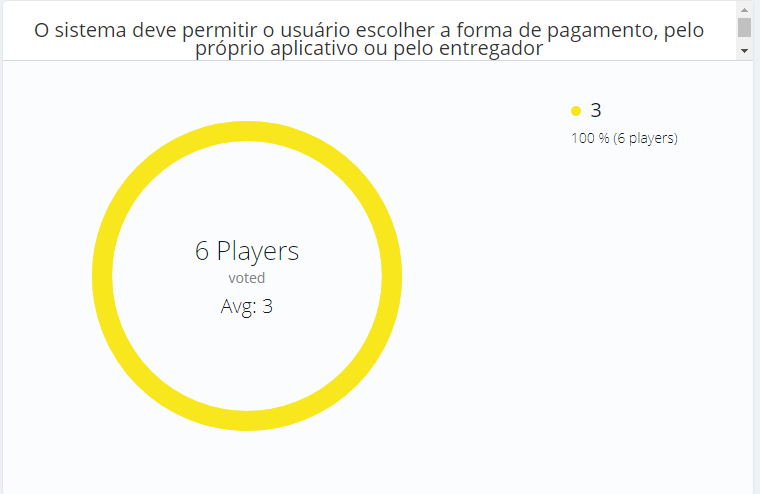 O sistema deve permitir o usuário escolher a forma de pagamento, pelo
próprio aplicativo ou pelo entregador
3
100 % (6 players)
6 Players
voted
Avg: 3